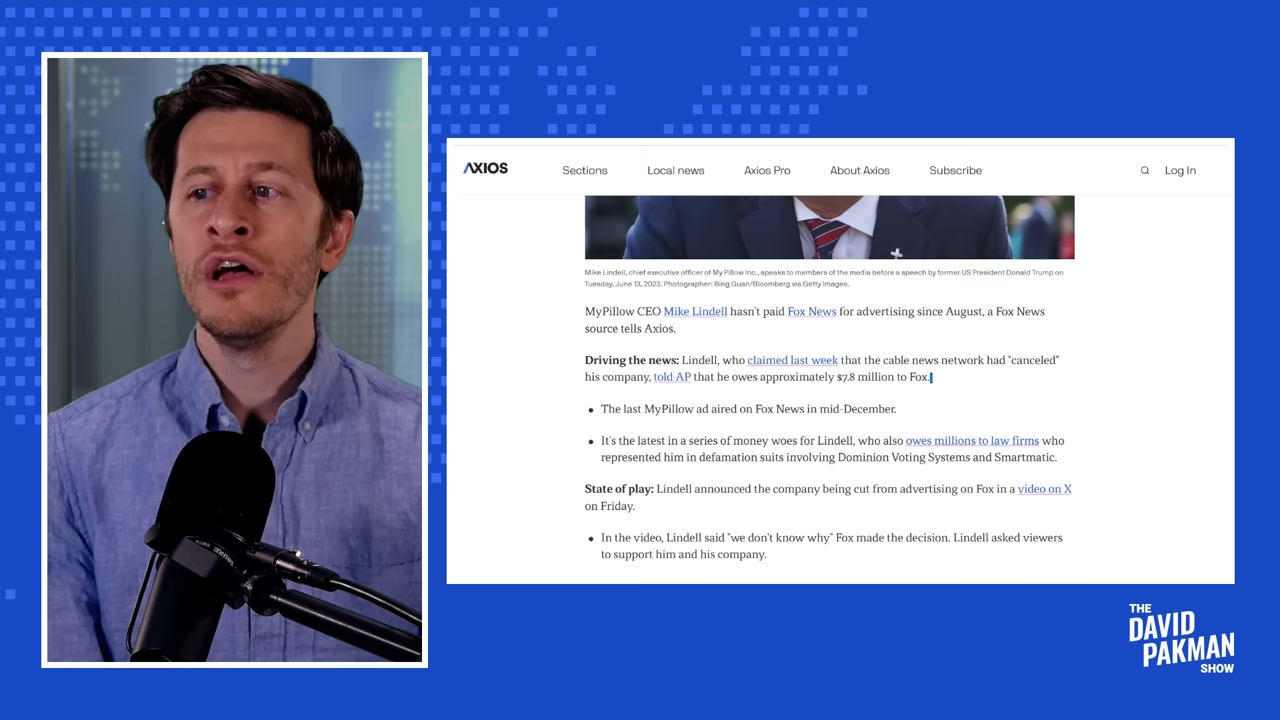 AXIOS
Sections
Local news
Axios Pro
About Axios
Subscribe
Log In
Mike Lindell, chief executive officer of My Pillow Inc., speaks to members of the media before a speech by former US President Donald Trump on
Tuesday, June 13, 2023. Photographer: Bing Guan/Bloomberg via Getty Images.
MyPillow CEO Mike Lindell hasn't paid Fox News for advertising since August, a Fox News
source tells Axios.
Driving the news: Lindell, who claimed last week that the cable news network had "canceled"
his company, told AP that he owes approximately $7.8 million to Fox.
• The last MyPillow ad aired on Fox News in mid-December.
• It's the latest in a series of money woes for Lindell, who also owes millions to law firms who
represented him in defamation suits involving Dominion Voting Systems and Smartmatic.
State of play: Lindell announced the company being cut from advertising on Fox in a video on X
on Friday.
• In the video, Lindell said "we don't know why" Fox made the decision. Lindell asked viewers
to support him and his company.
THE
DAVID
PAKMAN
SHOW